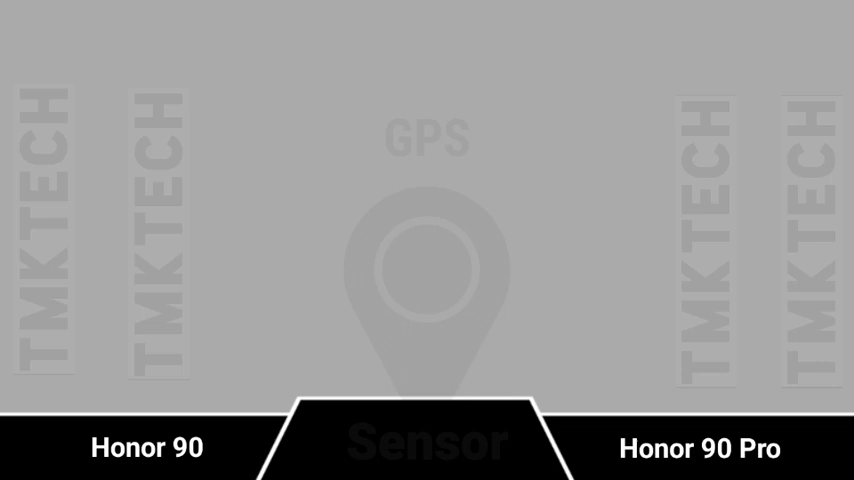 TMKTECH
TMKTECH
GPS
TMKTECH
TMKTECH
Honor 90
Sensor
Honor 90 Pro